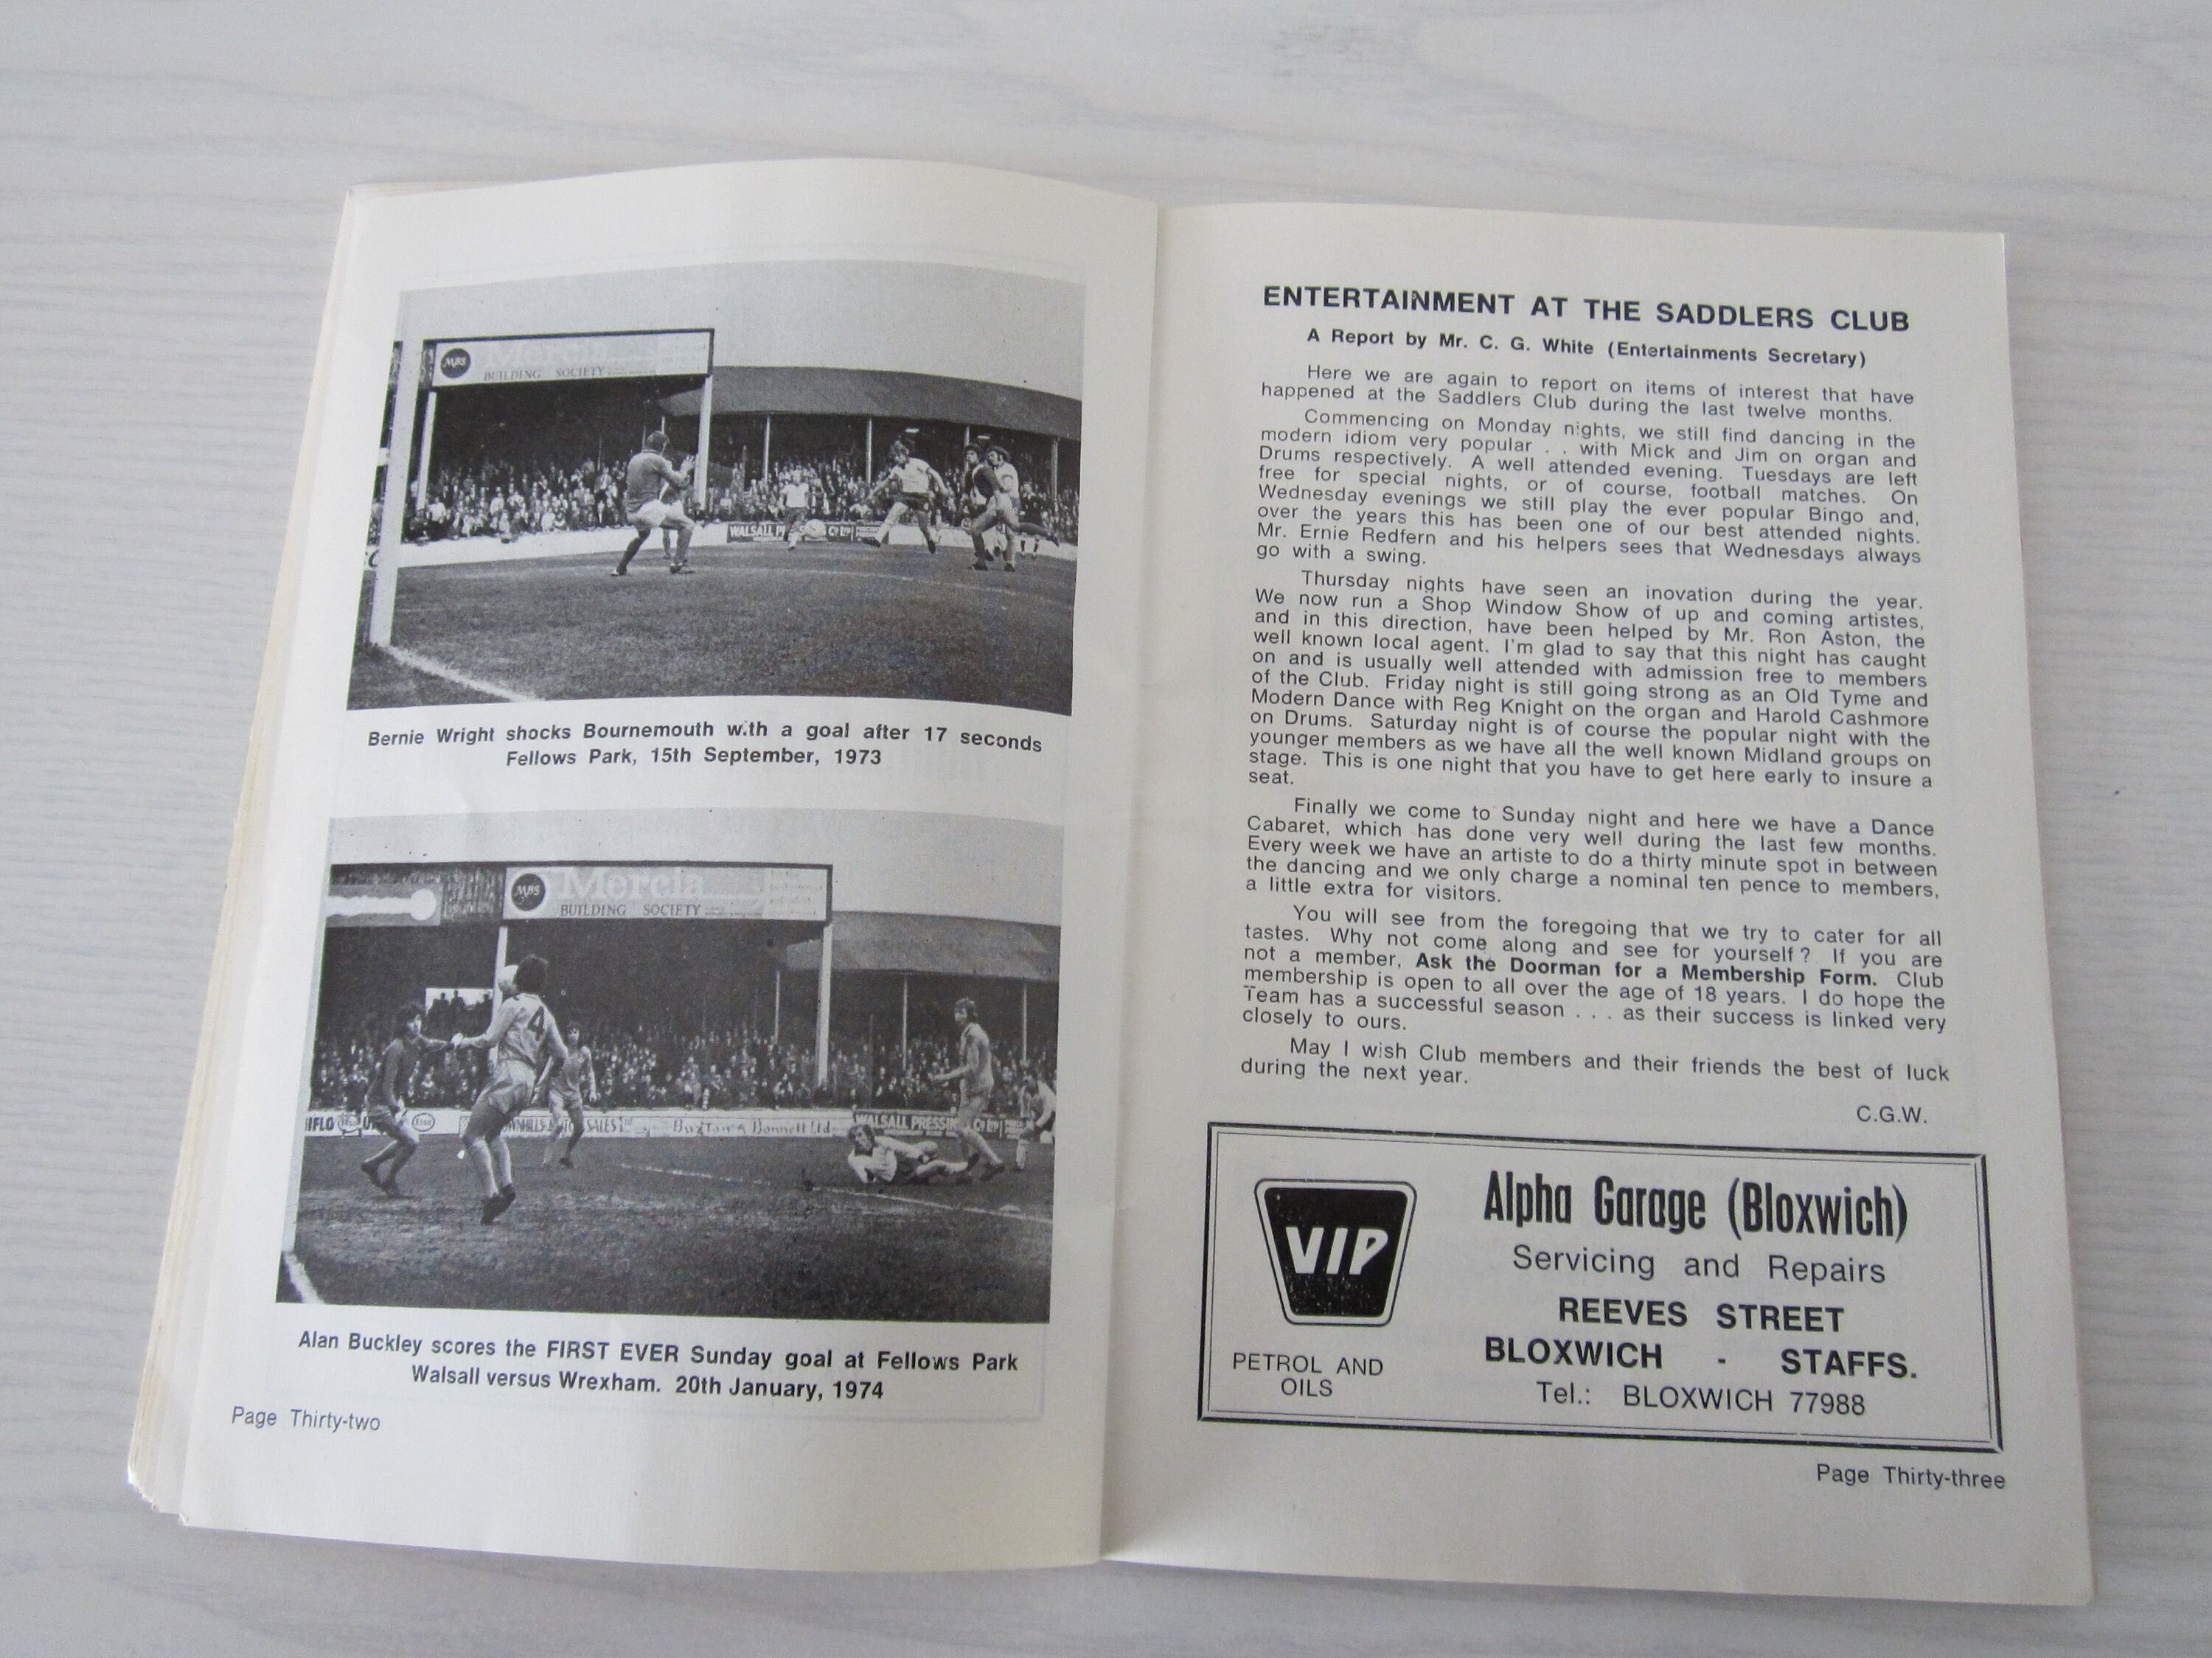 MBS Mercia
BUILDING SOCIETY
WALSALL P
Co Ltd
Bernie Wright shocks Bournemouth with a goal after 17 seconds
Fellows Park, 15th September, 1973
MBS Mercia
BUILDING SOCIETY
4
IFLO
Esso
SALES
Buxton & Bonnett Ltd
WALSALL PRESSIN Co Ltd
Alan Buckley scores the FIRST EVER Sunday goal at Fellows Park
Walsall versus Wrexham. 20th January, 1974
Page Thirty-two
ENTERTAINMENT AT THE SADDLERS CLUB
A Report by Mr. C. G. White (Entertainments Secretary)
Here we are again to report on items of interest that have
happened at the Saddlers Club during the last twelve months.
Commencing on Monday nights, we still find dancing in the
modern idiom very popular . . with Mick and Jim on organ and
Drums respectively. A well attended evening. Tuesdays are left
free for special nights, or of course, football matches. On
Wednesday evenings we still play the ever popular Bingo and,
over the years this has been one of our best attended nights.
Mr. Ernie Redfern and his helpers sees that Wednesdays always
go with a swing.
Thursday nights have seen an inovation during the year.
We now run a Shop Window Show of up and coming artistes,
and in this direction, have been helped by Mr. Ron Aston, the
well known local agent. I'm glad to say that this night has caught
on and is usually well attended with admission free to members
of the Club. Friday night is still going strong as an Old Tyme and
Modern Dance with Reg Knight on the organ and Harold Cashmore
on Drums. Saturday night is of course the popular night with the
younger members as we have all the well known Midland groups on
stage. This is one night that you have to get here early to insure a
seat.
Finally we come to Sunday night and here we have a Dance
Cabaret, which has done very well during the last few months.
Every week we have an artiste to do a thirty minute spot in between
the dancing and we only charge a nominal ten pence to members,
a little extra for visitors.
You will see from the foregoing that we try to cater for all
tastes. Why not come along and see for yourself? If you are
not a member, Ask the Doorman for a Membership Form. Club
membership is open to all over the age of 18 years. I do hope the
Team has a successful season . . . as their success is linked very
closely to ours.
May I wish Club members and their friends the best of luck
during the next year.
C.G.W.
VIP
PETROL AND
OILS
Alpha Garage (Bloxwich)
Servicing and Repairs
REEVES STREET
BLOXWICH - STAFFS.
Tel.: BLOXWICH 77988
Page Thirty-three